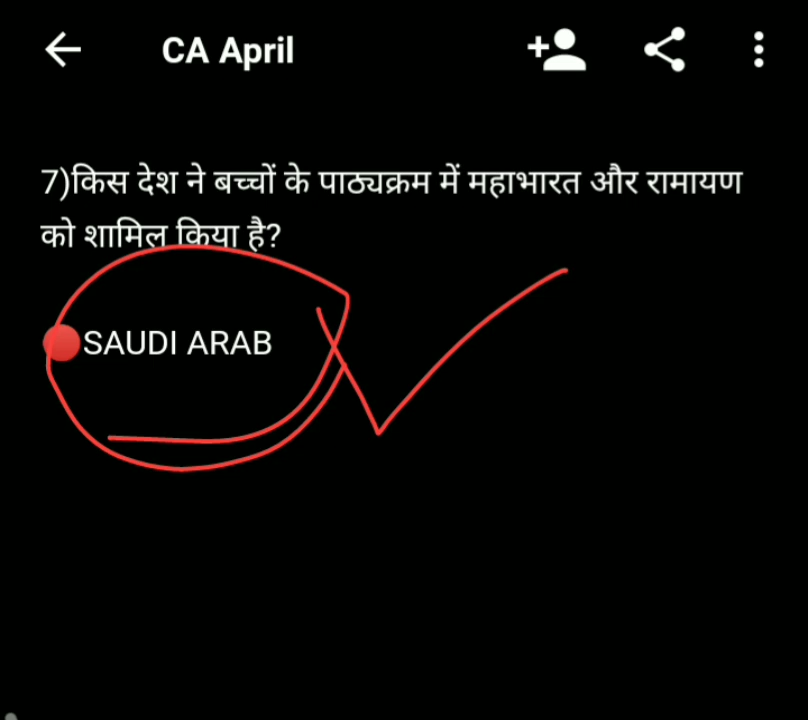 CA April
7)किस देश ने बच्चों के पाठ्यक्रम में महाभारत और रामायण
को शामिल किया है?
SAUDI ARAB